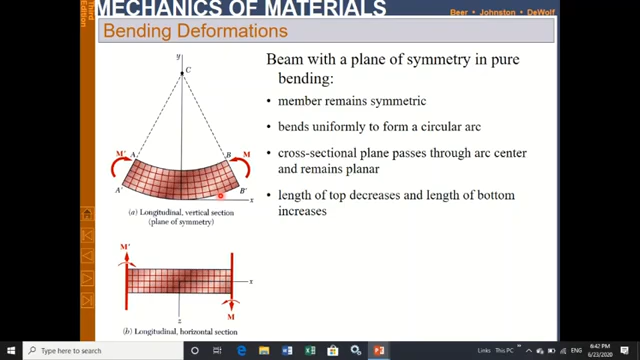 Third
Edition
MECHANICS OF MATERIALS
Beer • Johnston • DeWolf
Bending Deformations
Beam with a plane of symmetry in pure
bending:
• member remains symmetric
• bends uniformly to form a circular arc
• cross-sectional plane passes through arc center
and remains planar
• length of top decreases and length of bottom
increases
y
C
M′ A B M
A′ B′ x
(a) Longitudinal, vertical section
(plane of symmetry)
M′
x
M
z
(b) Longitudinal, horizontal section
Type here to search
Links This PC
ENG
6:42 PM
6/23/2020